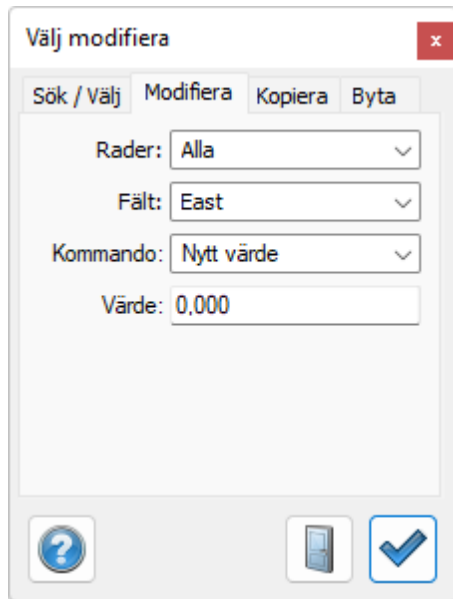 Välj modifiera
x
Sök / Välj Modifiera Kopiera Byta
Rader: Alla
Fält: East
Kommando: Nytt värde
Värde: 0,000
?